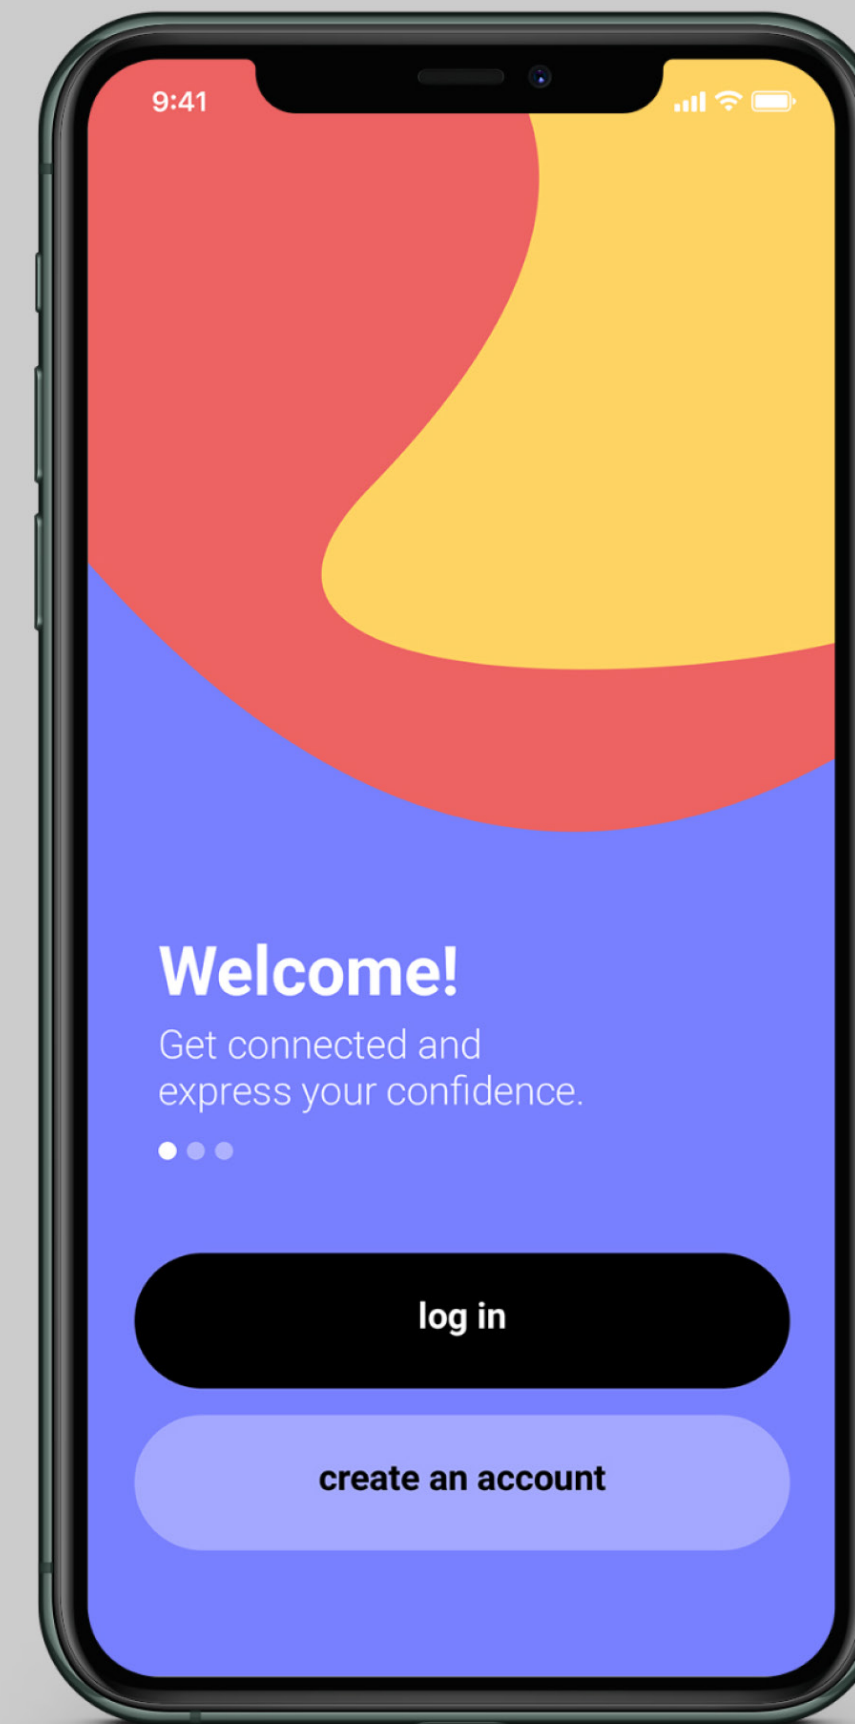 9:41
Welcome!
Get connected and
express your confidence.
log in
create an account